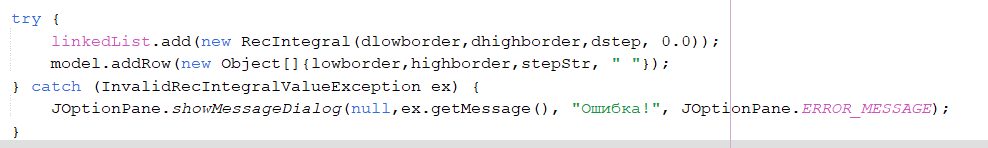 try {
    linkedList.add(new RecIntegral(dlowborder,dhighborder,dstep, 0.0));
    model.addRow(new Object[]{lowborder,highborder,stepStr, " "});
} catch (InvalidRecIntegralValueException ex) {
    JOptionPane.showMessageDialog(null,ex.getMessage(), "Ошибка!", JOptionPane.ERROR_MESSAGE);
}